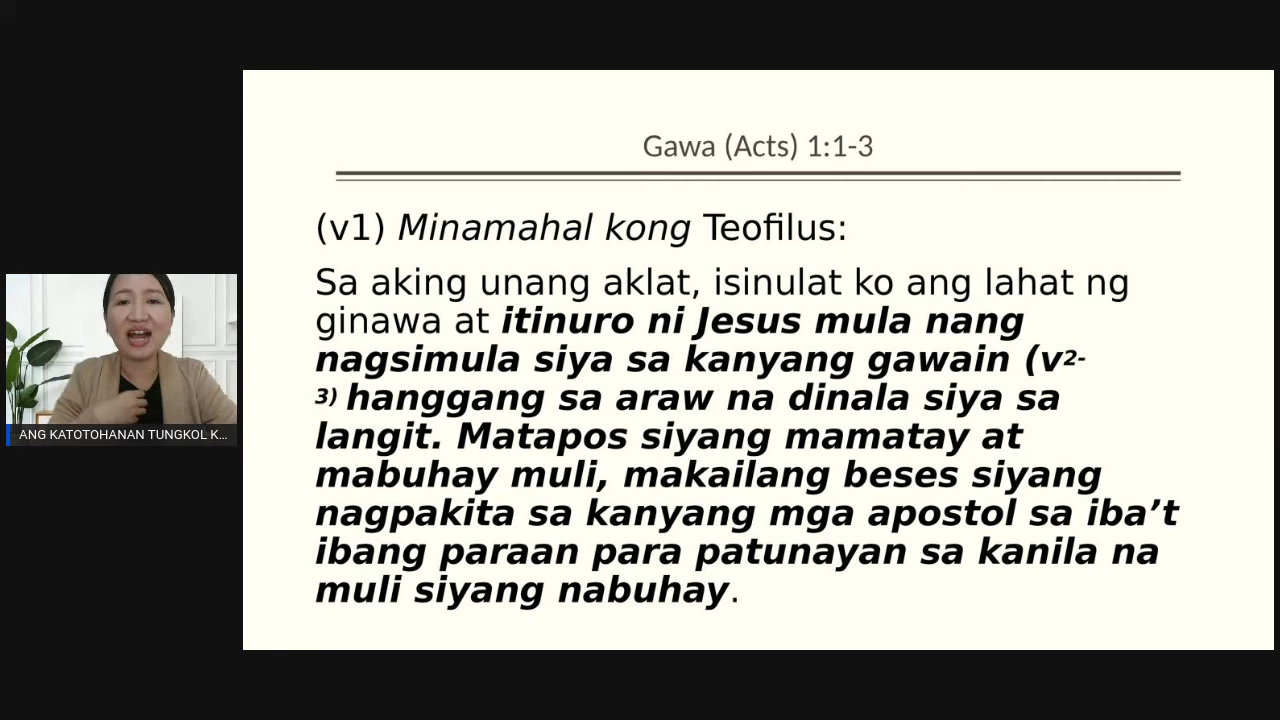 Gawa (Acts) 1:1-3
(v1) Minamahal kong Teofilus:
Sa aking unang aklat, isinulat ko ang lahat ng
ginawa at itinuro ni Jesus mula nang
nagsimula siya sa kanyang gawain (v2-
3) hanggang sa araw na dinala siya sa
langit. Matapos siyang mamatay at
mabuhay muli, makailang beses siyang
nagpakita sa kanyang mga apostol sa iba’t
ibang paraan para patunayan sa kanila na
muli siyang nabuhay.
ANG KATOTOHANAN TUNGKOL K...